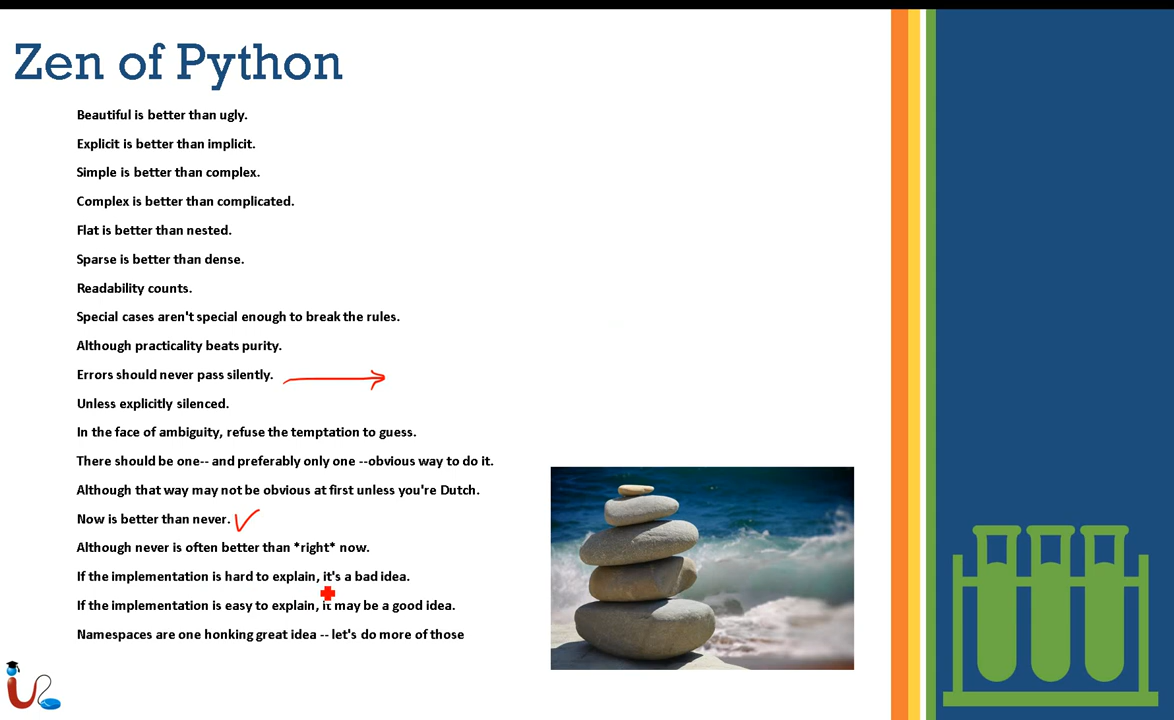 Zen of Python
Beautiful is better than ugly.
Explicit is better than implicit.
Simple is better than complex.
Complex is better than complicated.
Flat is better than nested.
Sparse is better than dense.
Readability counts.
Special cases aren't special enough to break the rules.
Although practicality beats purity.
Errors should never pass silently.
Unless explicitly silenced.
In the face of ambiguity, refuse the temptation to guess.
There should be one-- and preferably only one --obvious way to do it.
Although that way may not be obvious at first unless you're Dutch.
Now is better than never.
Although never is often better than *right* now.
If the implementation is hard to explain, it's a bad idea.
If the implementation is easy to explain, it may be a good idea.
Namespaces are one honking great idea -- let's do more of those